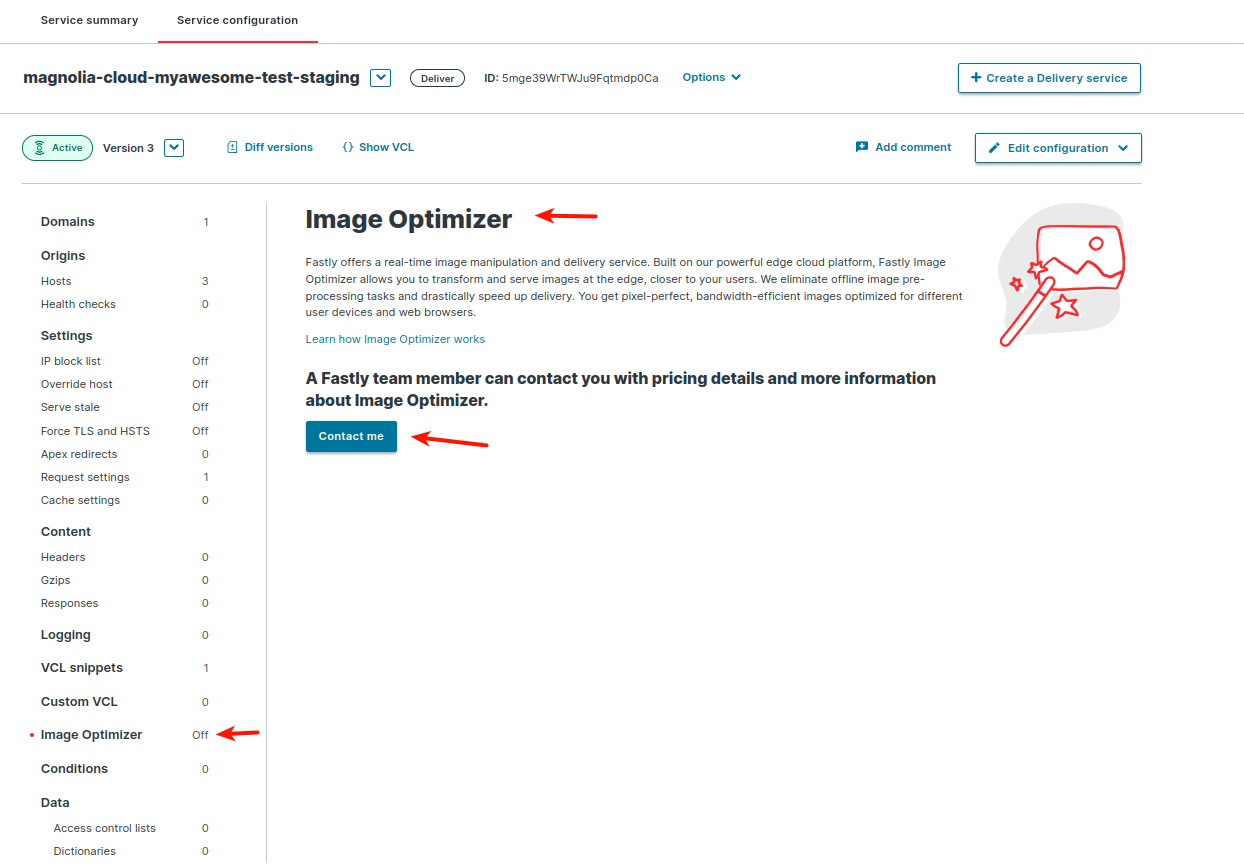 Service summary Service configuration
magnolia-cloud-myawesome-test-staging Deliver ID: 5mge39WrTWJu9Fqtmdp0Ca Options + Create a Delivery service
Active Version 3 Diff versions Show VCL Add comment Edit configuration
Domains 1
Origins
Hosts 3
Health checks 0
Settings
IP block list Off
Override host Off
Serve stale Off
Force TLS and HSTS Off
Apex redirects 0
Request settings 1
Cache settings 0
Content
Headers 0
Gzips 0
Responses 0
Logging 0
VCL snippets 1
Custom VCL 0
Image Optimizer Off
Conditions 0
Data
Access control lists 0
Dictionaries 0
Image Optimizer
Fastly offers a real-time image manipulation and delivery service. Built on our powerful edge cloud platform, Fastly Image
Optimizer allows you to transform and serve images at the edge, closer to your users. We eliminate offline image pre-
processing tasks and drastically speed up delivery. You get pixel-perfect, bandwidth-efficient images optimized for different
user devices and web browsers.
Learn how Image Optimizer works
A Fastly team member can contact you with pricing details and more information
about Image Optimizer.
Contact me